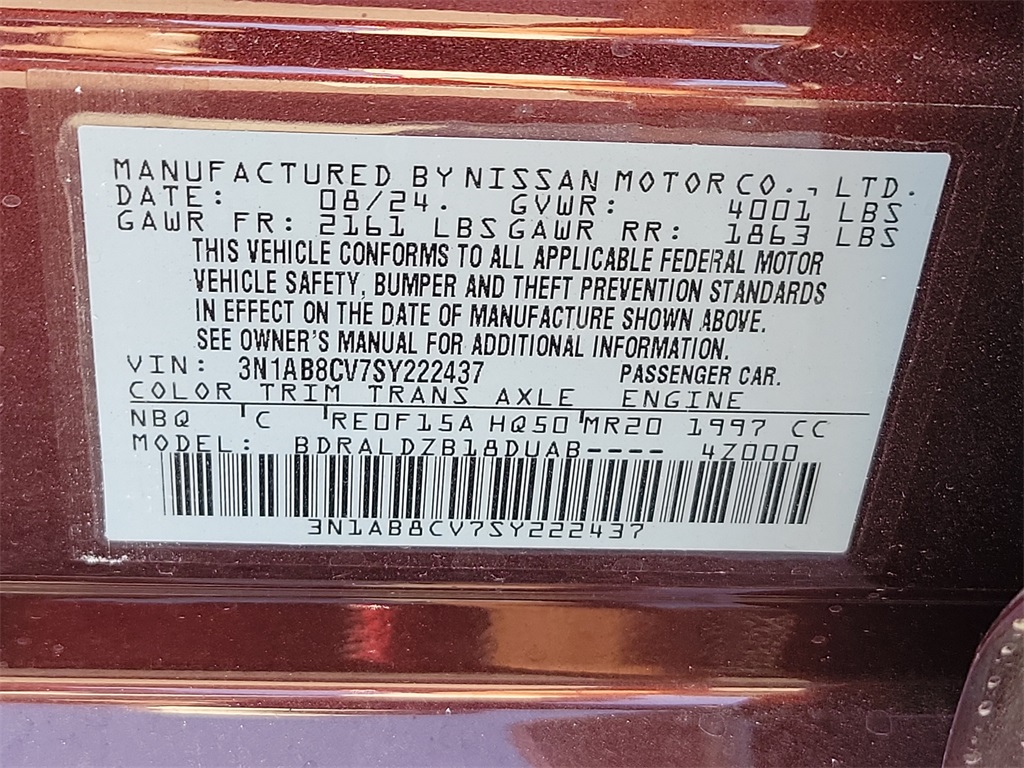 MANUFACTURED BY NISSAN MOTOR CO., LTD.
DATE: 08/24. GVWR: 4001 LBS
GAWR FR: 2161 LBS GAWR RR: 1863 LBS
THIS VEHICLE CONFORMS TO ALL APPLICABLE FEDERAL MOTOR
VEHICLE SAFETY, BUMPER AND THEFT PREVENTION STANDARDS
IN EFFECT ON THE DATE OF MANUFACTURE SHOWN ABOVE.
SEE OWNER'S MANUAL FOR ADDITIONAL INFORMATION.
VIN: 3N1AB8CV7SY222437 PASSENGER CAR.
COLOR TRIM TRANS AXLE ENGINE
NBQ C RE0F15A HQ50 MR20 1997 CC
MODEL: BDRALDZB18DUAB---- 4Z000
3N1AB8CV7SY222437